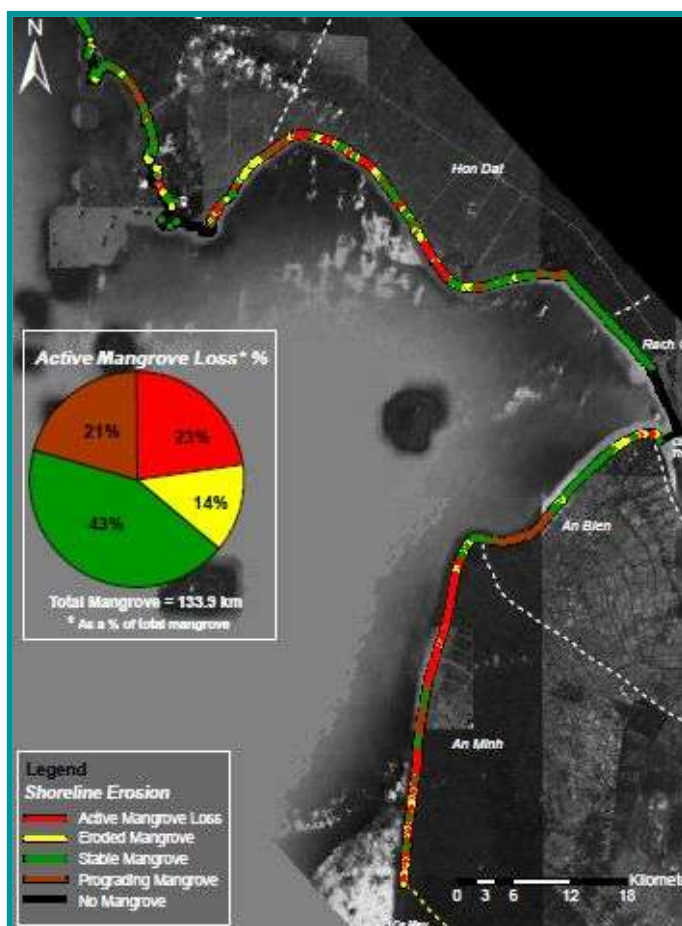 N
Hon Dat
Active Mangrove Loss* %
21%
23%
14%
43%
Total Mangrove = 133.9 km
* As a % of total mangrove
Rach
An Bien
An Minh
Legend
Shoreline Erosion
Active Mangrove Loss
Eroded Mangrove
Stable Mangrove
Prograding Mangrove
No Mangrove
Kilomet
0 3 6 12 18